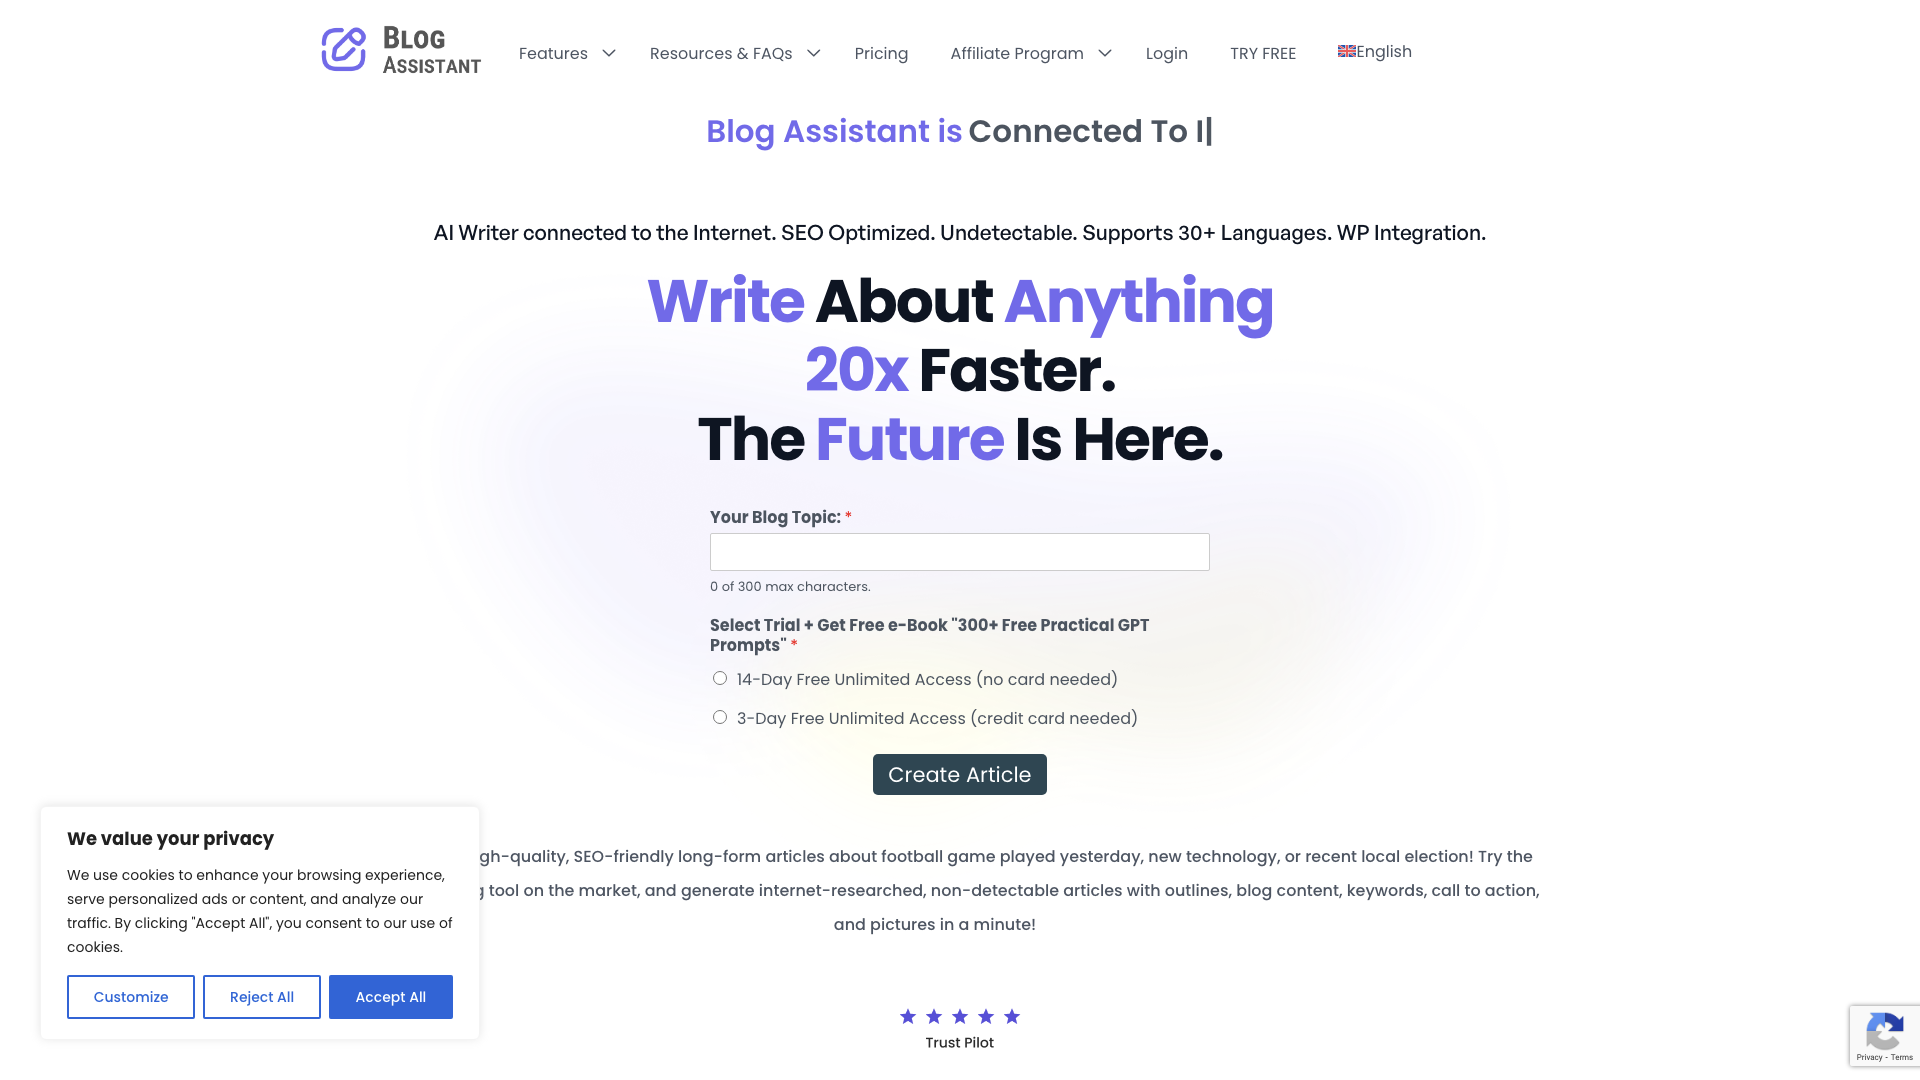 BLOG
ASSISTANT
Features
Resources & FAQs
Pricing
Affiliate Program
Login
TRY FREE
English
Blog Assistant is Connected To I|
AI Writer connected to the Internet. SEO Optimized. Undetectable. Supports 30+ Languages. WP Integration.
Write About Anything
20x Faster.
The Future Is Here.
Your Blog Topic: *
0 of 300 max characters.
Select Trial + Get Free e-Book "300+ Free Practical GPT
Prompts" *
14-Day Free Unlimited Access (no card needed)
3-Day Free Unlimited Access (credit card needed)
Create Article
gh-quality, SEO-friendly long-form articles about football game played yesterday, new technology, or recent local election! Try the
tool on the market, and generate internet-researched, non-detectable articles with outlines, blog content, keywords, call to action,
and pictures in a minute!
We value your privacy
We use cookies to enhance your browsing experience,
serve personalized ads or content, and analyze our
traffic. By clicking "Accept All", you consent to our use of
cookies.
Customize
Reject All
Accept All
Trust Pilot
Privacy - Terms